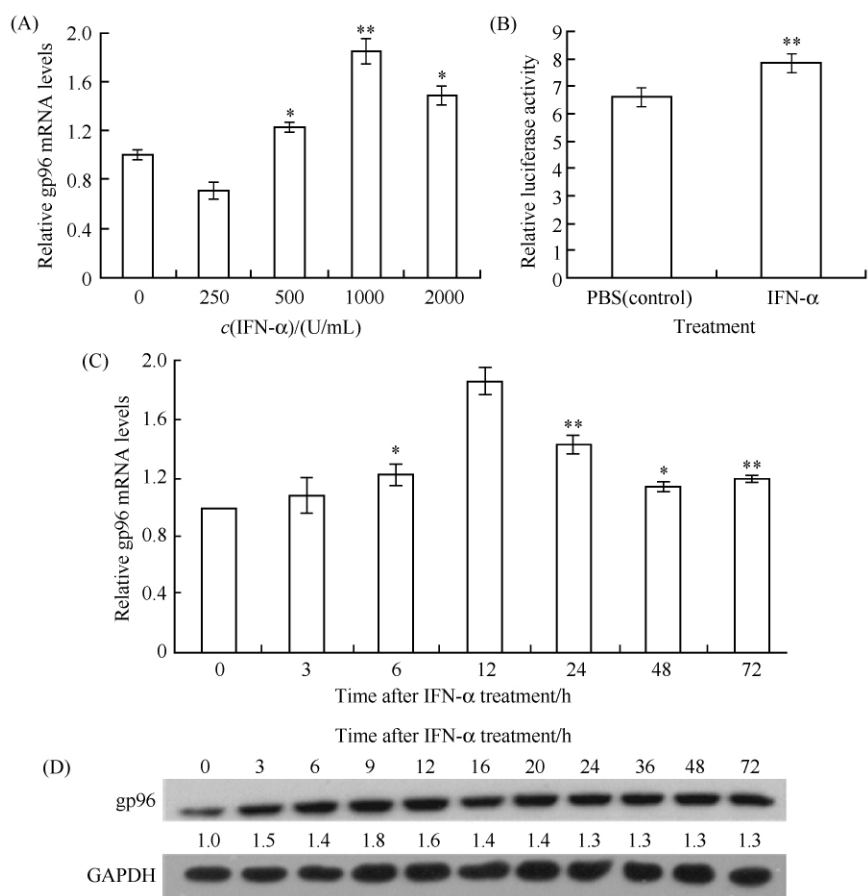 (A)
Relative gp96 mRNA levels
2.0
1.6
1.2
0.8
0.4
0
* ** *
0 250 500 1000 2000
c(IFN-α)/(U/mL)
(B)
Relative luciferase activity
9
8
7
6
5
4
3
2
1
0
**
PBS(control) IFN-α
Treatment
(C)
Relative gp96 mRNA levels
2.0
1.6
1.2
0.8
0.4
0
* ** * **
0 3 6 12 24 48 72
Time after IFN-α treatment/h
(D)
Time after IFN-α treatment/h
0 3 6 9 12 16 20 24 36 48 72
gp96
1.0 1.5 1.4 1.8 1.6 1.4 1.4 1.3 1.3 1.3 1.3
GAPDH